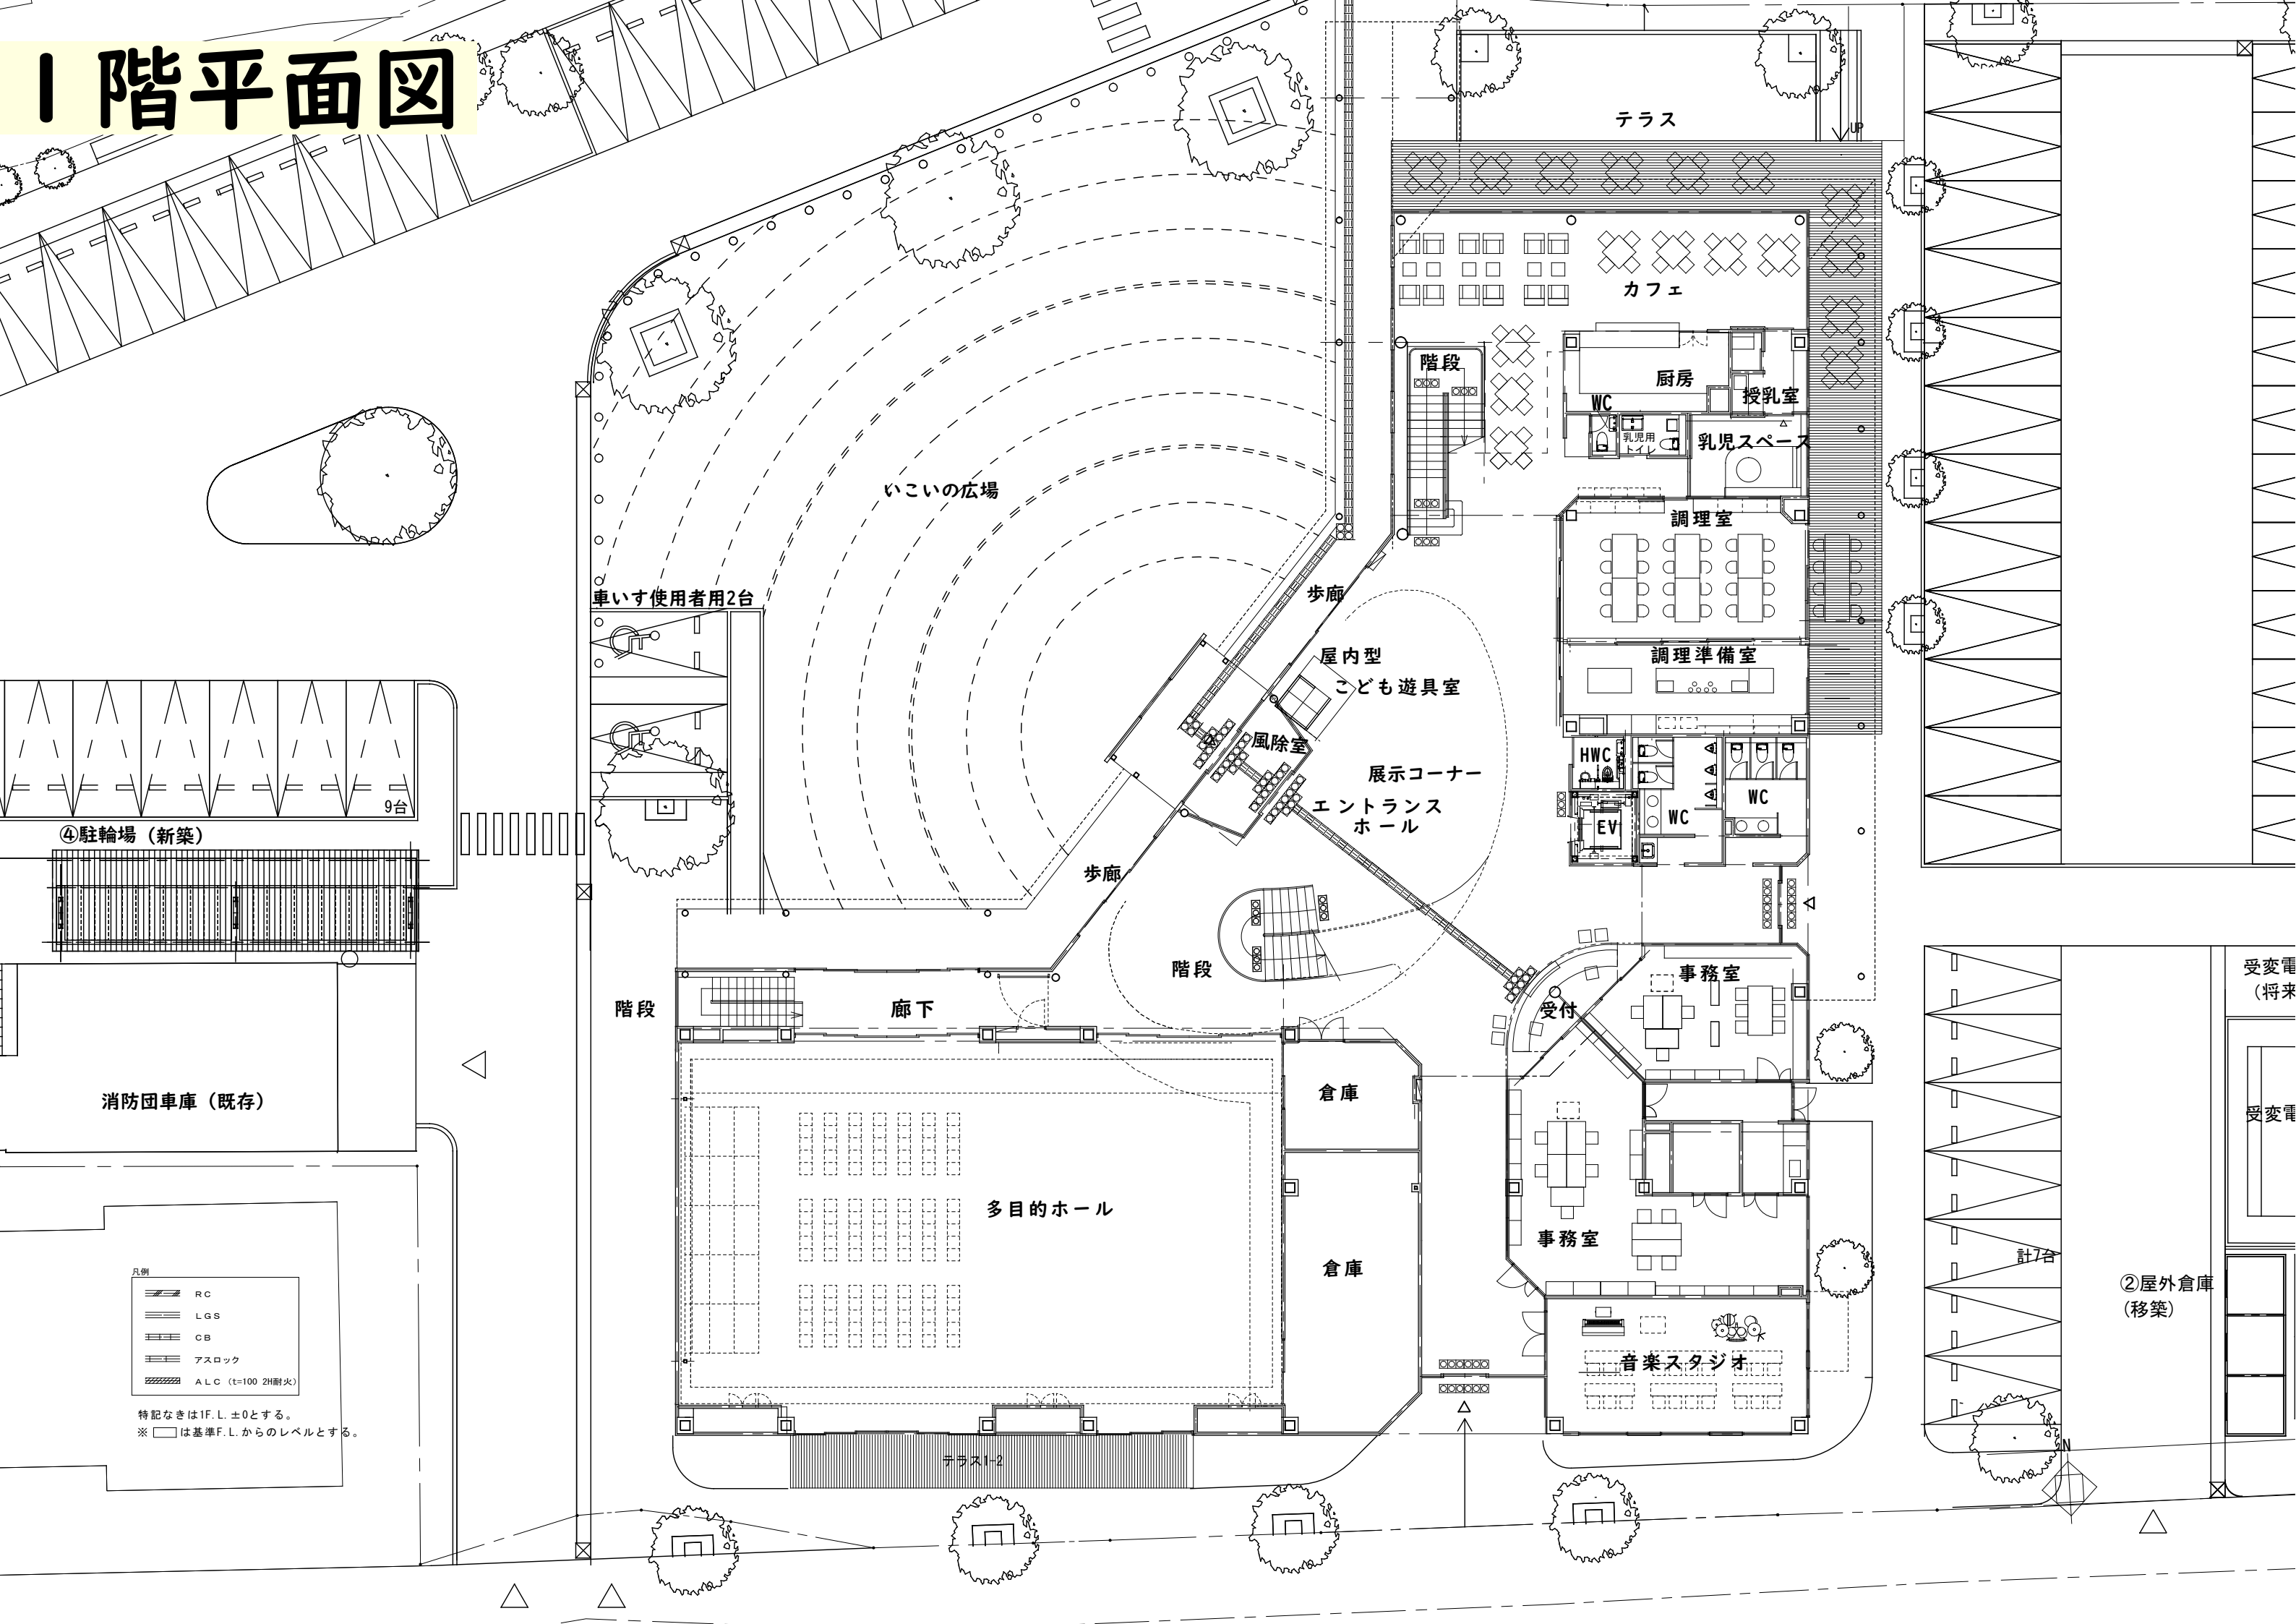 1階平面図
テラス
UP
カフェ
階段
厨房
授乳室
WC
乳児用
トイレ
乳児スペース
いこいの広場
調理室
車いす使用者用2台
歩廊
屋内型
こども遊具室
調理準備室
風除室
HWC
展示コーナー
エントランス
ホール
WC
WC
EV
9台
④駐輪場（新築）
歩廊
階段
事務室
受変電
（将来
階段
廊下
受付
消防団車庫（既存）
倉庫
受変電
多目的ホール
事務室
倉庫
計7台
②屋外倉庫
(移築)
凡例
RC
LGS
CB
アスロック
ALC（t=100 2H耐火）
音楽スタジオ
特記なきは1F.L.±0とする。
※ は基準F.L.からのレベルとする。
テラス1-2
N